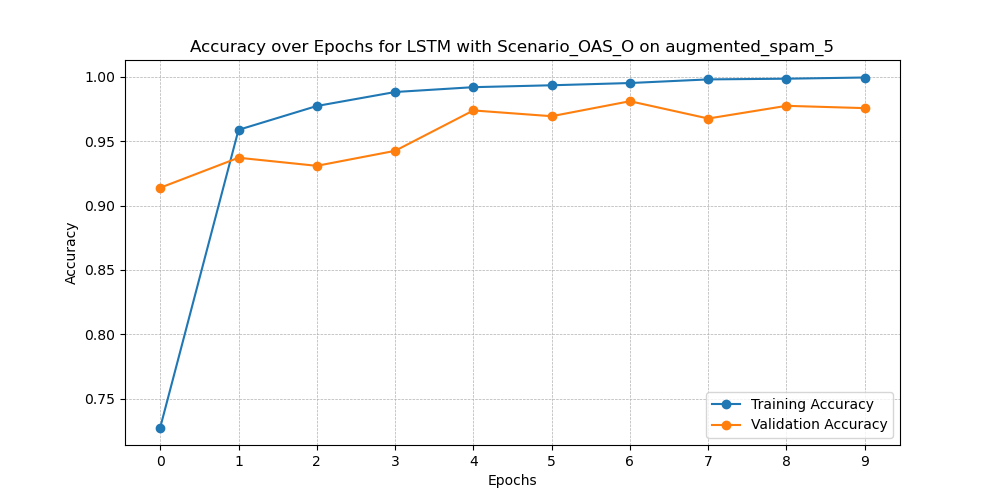 Accuracy over Epochs for LSTM with Scenario_OAS_O on augmented_spam_5
1.00
0.95
0.90
0.85
0.80
0.75
Accuracy
0 1 2 3 4 5 6 7 8 9
Epochs
Training Accuracy
Validation Accuracy